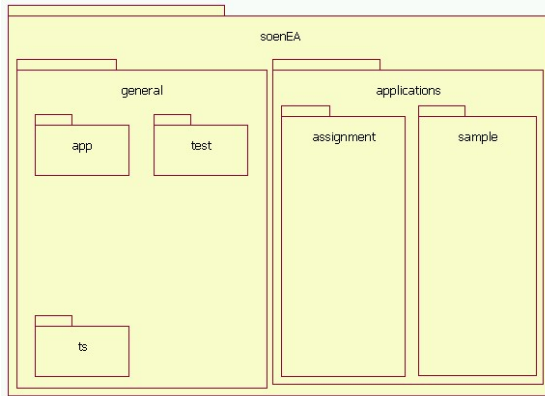 soenEA
general
applications
app
test
assignment
sample
ts